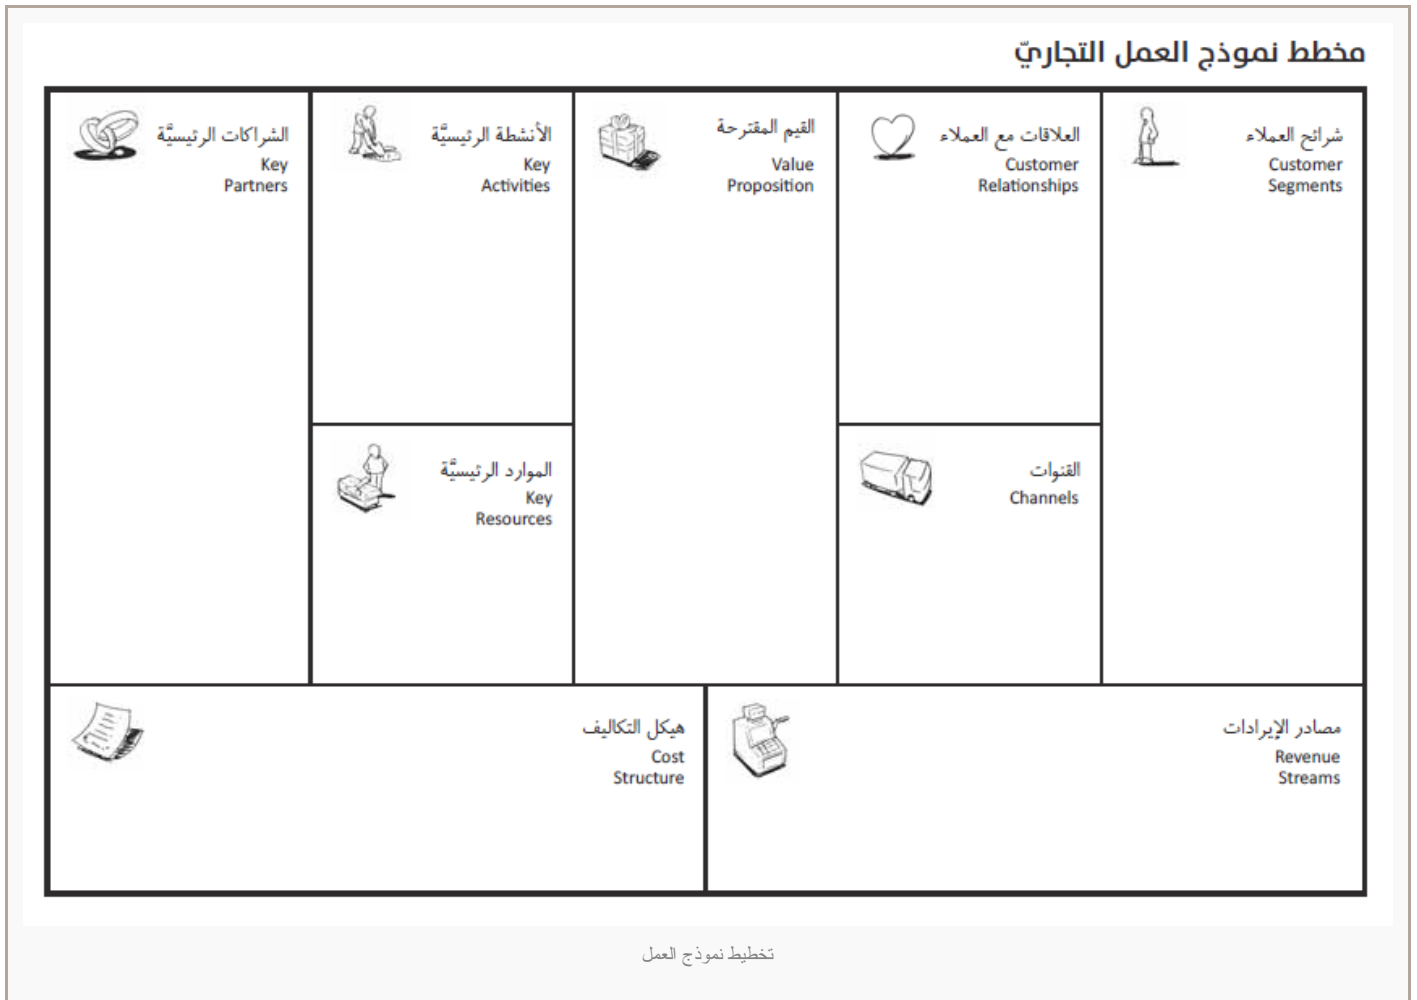 مخطط نموذج العمل التجاريّ
شرائح العملاء
Customer
Segments
العلاقات مع العملاء
Customer
Relationships
القنوات
Channels
القيم المقترحة
Value
Proposition
الأنشطة الرئيسيَّة
Key
Activities
الموارد الرئيسيَّة
Key
Resources
الشراكات الرئيسيَّة
Key
Partners
مصادر الإيرادات
Revenue
Streams
هيكل التكاليف
Cost
Structure
تخطيط نموذج العمل